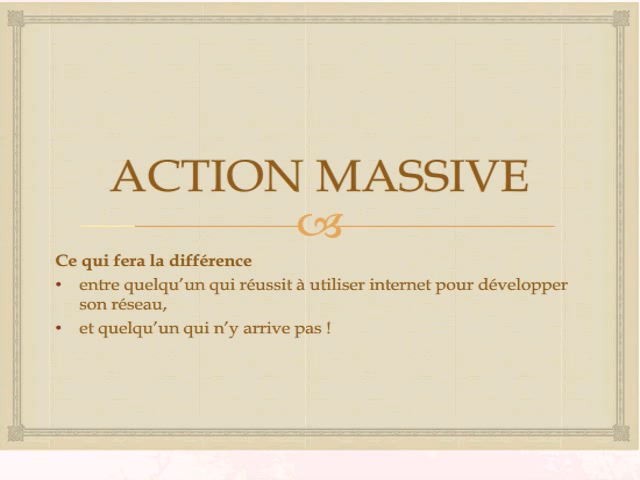 ACTION MASSIVE
Ce qui fera la différence
• entre quelqu’un qui réussit à utiliser internet pour développer
son réseau,
• et quelqu’un qui n’y arrive pas !